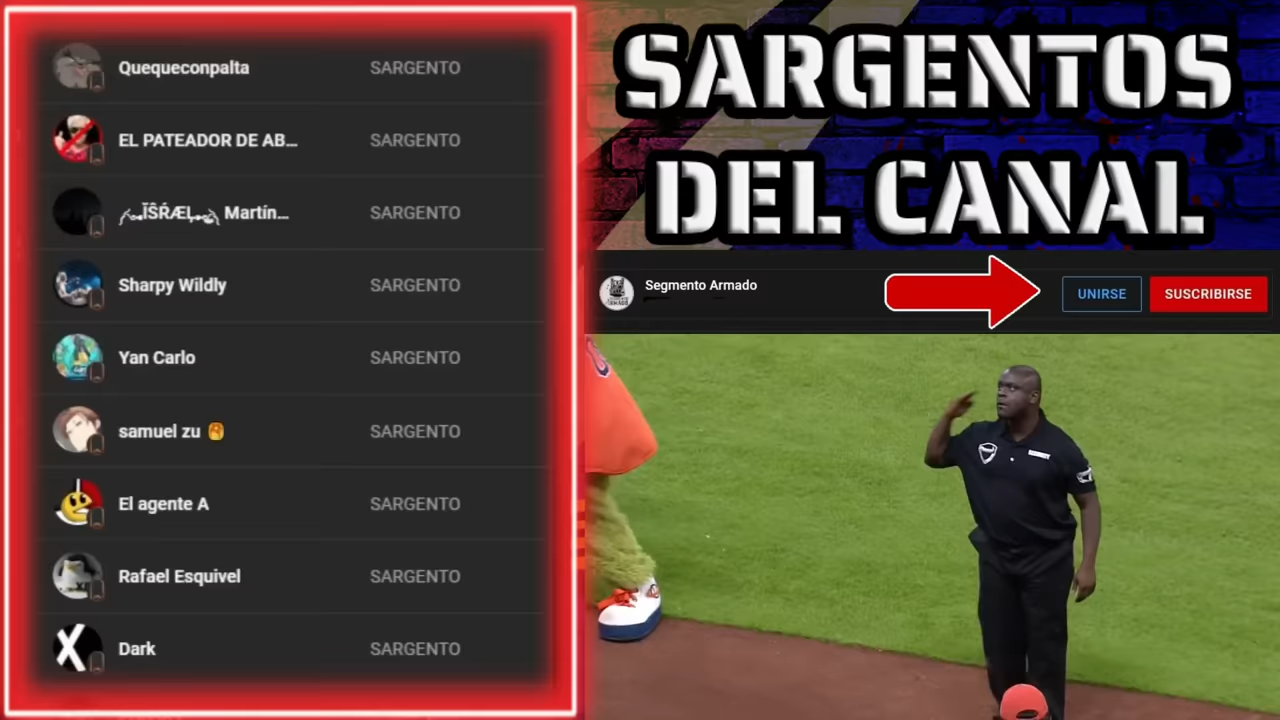 Quequeconpalta SARGENTO
EL PATEADOR DE AB... SARGENTO
ÏŜŔÆL Martín... SARGENTO
Sharpy Wildly SARGENTO
Yan Carlo SARGENTO
samuel zu SARGENTO
El agente A SARGENTO
Rafael Esquivel SARGENTO
Dark SARGENTO
SARGENTOS
DEL CANAL
Segmento Armado
UNIRSE
SUSCRIBIRSE